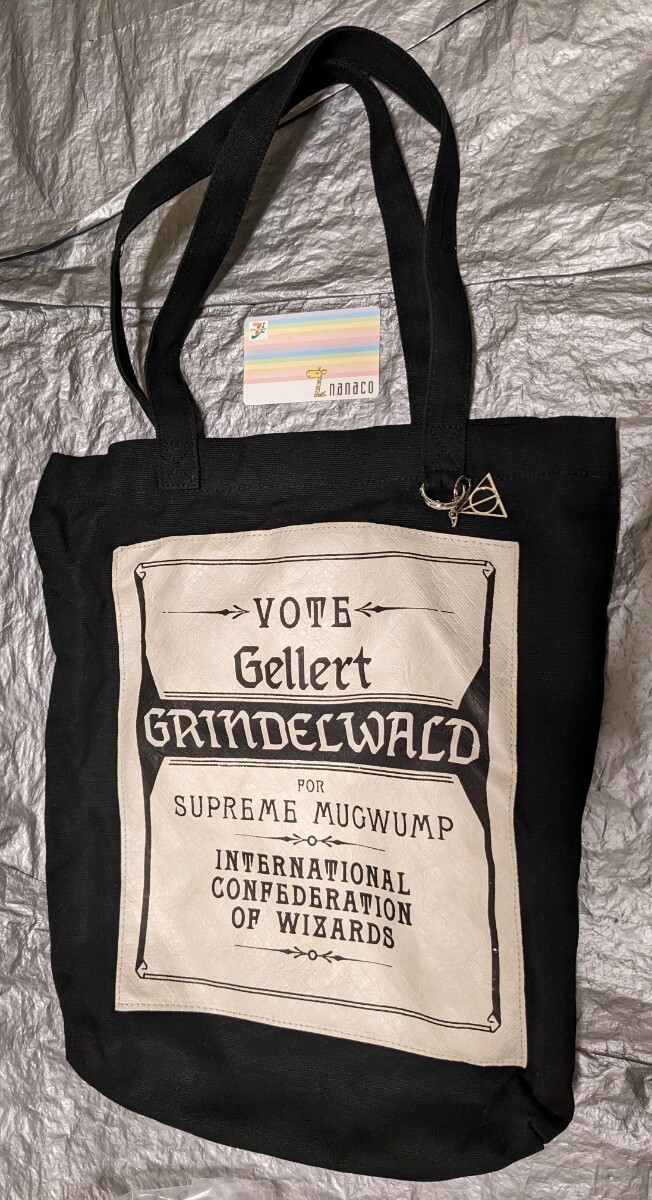 nanaco
VOTE
Gellert
GRINDELWALD
FOR
SUPREME MUGWUMP
INTERNATIONAL
CONFEDERATION
OF WIZARDS